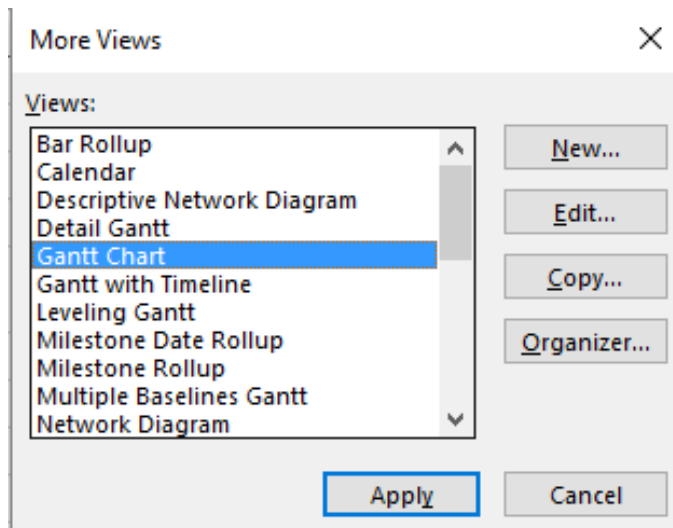 More Views
Views:
Bar Rollup
Calendar
Descriptive Network Diagram
Detail Gantt
Gantt Chart
Gantt with Timeline
Leveling Gantt
Milestone Date Rollup
Milestone Rollup
Multiple Baselines Gantt
Network Diagram
New...
Edit...
Copy...
Organizer...
Apply
Cancel